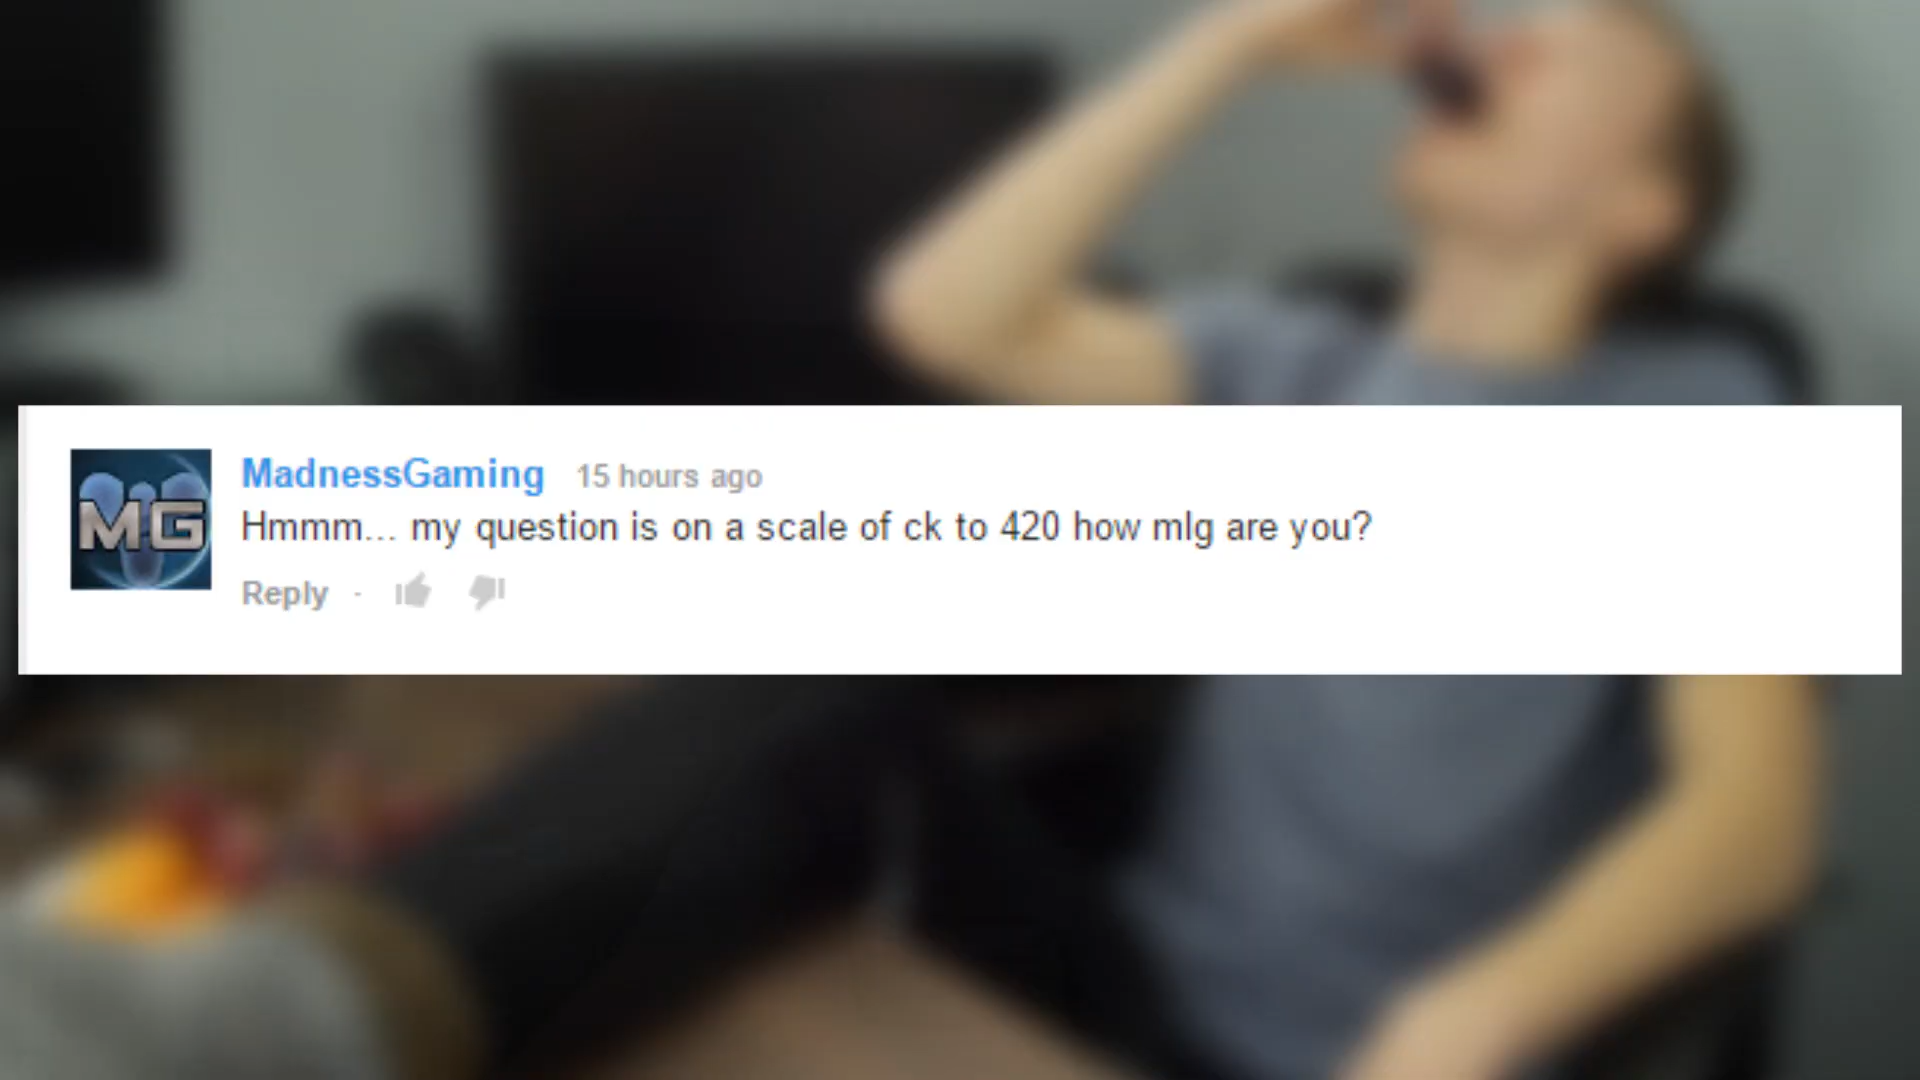 MG
MadnessGaming 15 hours ago
Hmmm... my question is on a scale of ck to 420 how mlg are you?
Reply ·